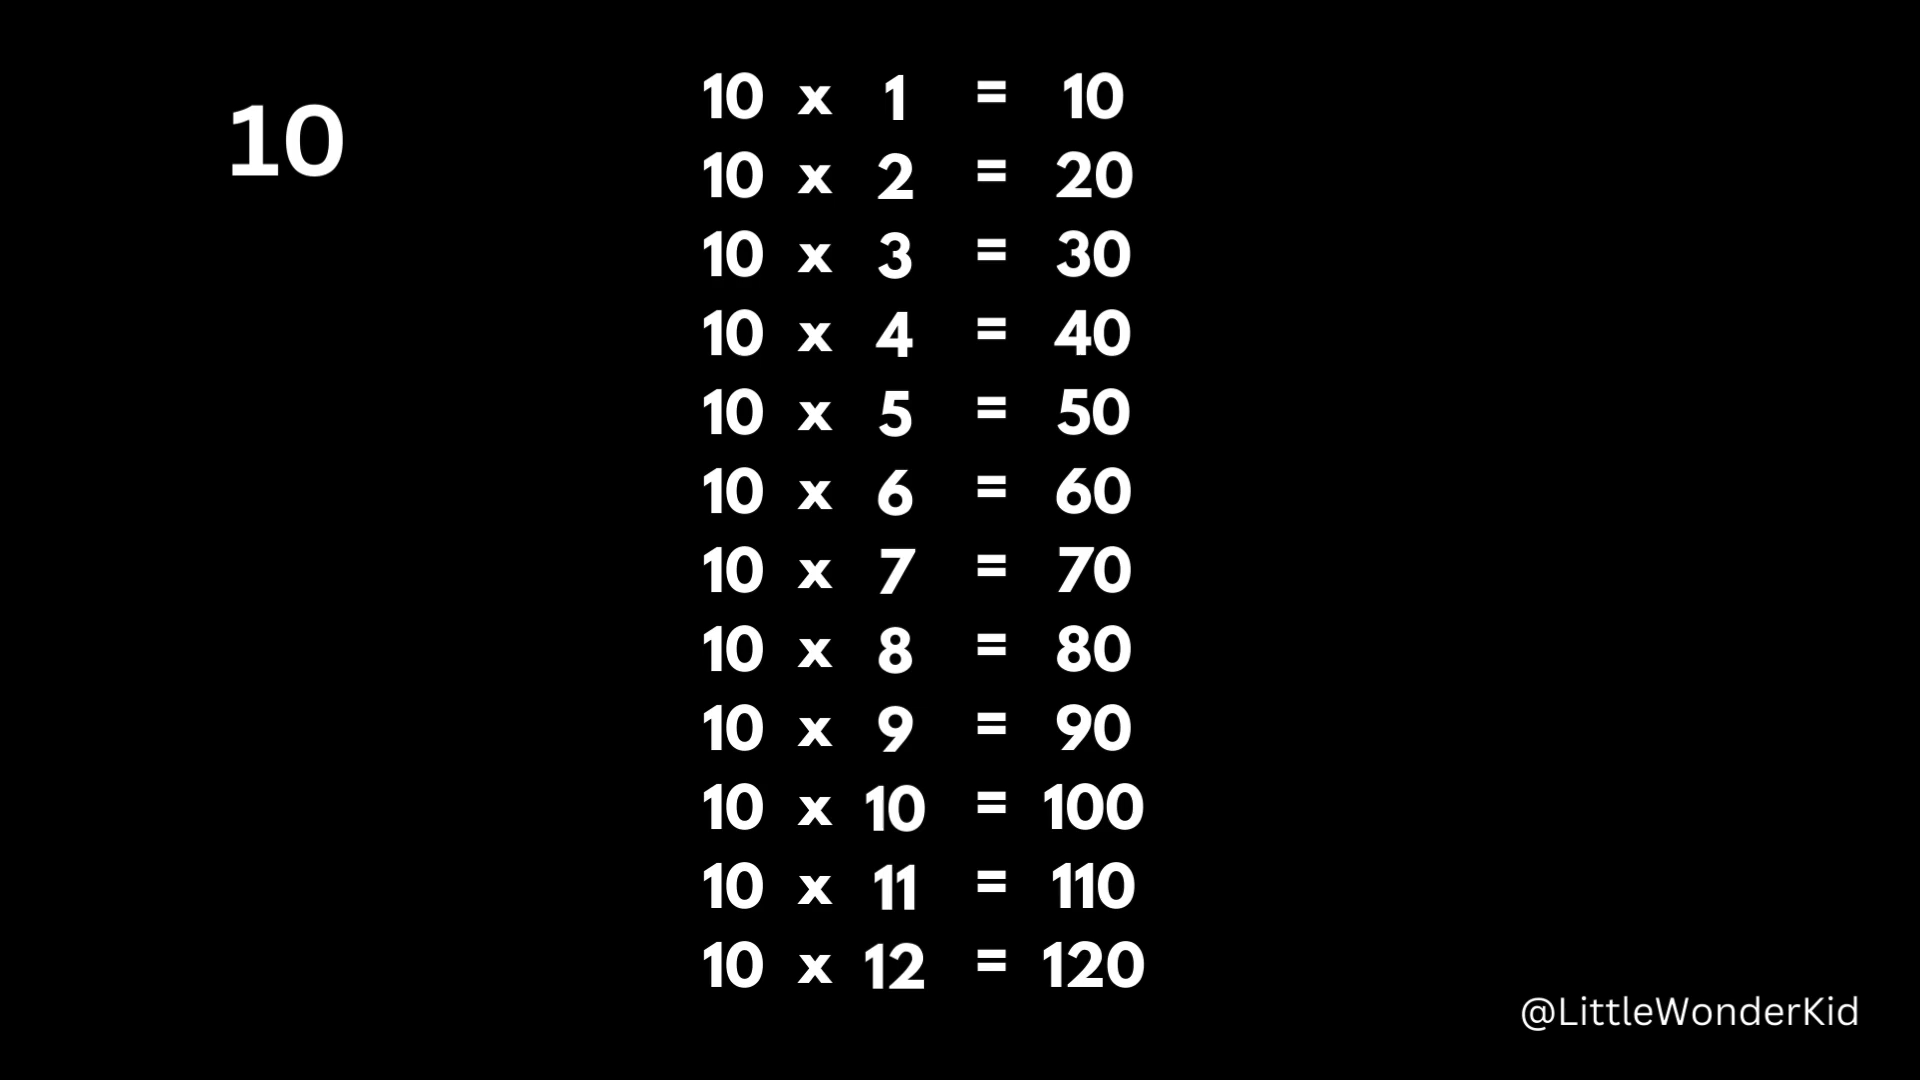 10
10 x 1 = 10
10 x 2 = 20
10 x 3 = 30
10 x 4 = 40
10 x 5 = 50
10 x 6 = 60
10 x 7 = 70
10 x 8 = 80
10 x 9 = 90
10 x 10 = 100
10 x 11 = 110
10 x 12 = 120
@LittleWonderKid